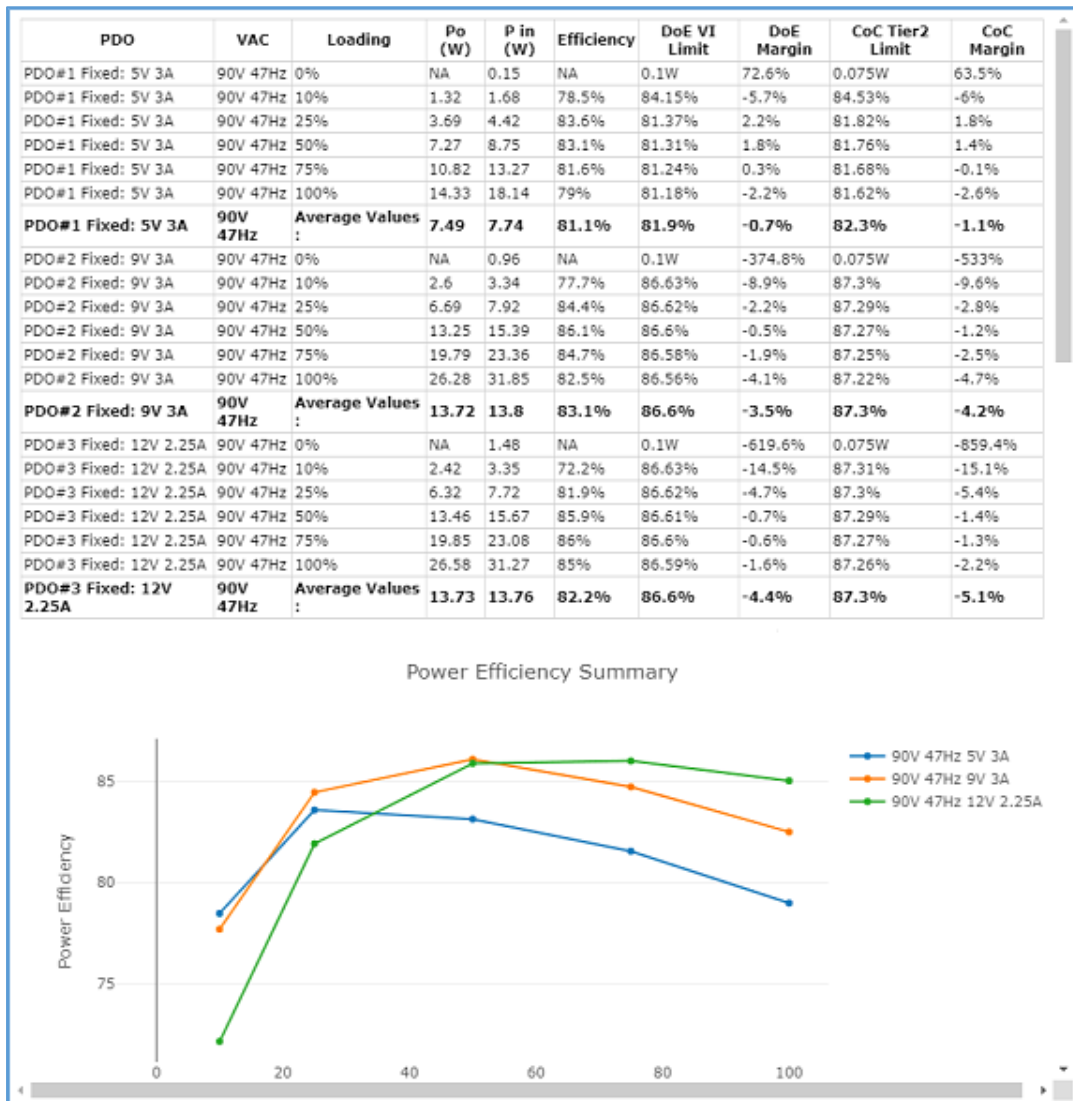 PDO VAC Loading Po (W) P in (W) Efficiency DoE VI Limit DoE Margin CoC Tier2 Limit CoC Margin
PDO#1 Fixed: 5V 3A 90V 47Hz 0% NA 0.15 NA 0.1W 72.6% 0.075W 63.5%
PDO#1 Fixed: 5V 3A 90V 47Hz 10% 1.32 1.68 78.5% 84.15% -5.7% 84.53% -6%
PDO#1 Fixed: 5V 3A 90V 47Hz 25% 3.69 4.42 83.6% 81.37% 2.2% 81.82% 1.8%
PDO#1 Fixed: 5V 3A 90V 47Hz 50% 7.27 8.75 83.1% 81.31% 1.8% 81.76% 1.4%
PDO#1 Fixed: 5V 3A 90V 47Hz 75% 10.82 13.27 81.6% 81.24% 0.3% 81.68% -0.1%
PDO#1 Fixed: 5V 3A 90V 47Hz 100% 14.33 18.14 79% 81.18% -2.2% 81.62% -2.6%
PDO#1 Fixed: 5V 3A 90V 47Hz Average Values : 7.49 7.74 81.1% 81.9% -0.7% 82.3% -1.1%
PDO#2 Fixed: 9V 3A 90V 47Hz 0% NA 0.96 NA 0.1W -374.8% 0.075W -533%
PDO#2 Fixed: 9V 3A 90V 47Hz 10% 2.6 3.34 77.7% 86.63% -8.9% 87.3% -9.6%
PDO#2 Fixed: 9V 3A 90V 47Hz 25% 6.69 7.92 84.4% 86.62% -2.2% 87.29% -2.8%
PDO#2 Fixed: 9V 3A 90V 47Hz 50% 13.25 15.39 86.1% 86.6% -0.5% 87.27% -1.2%
PDO#2 Fixed: 9V 3A 90V 47Hz 75% 19.79 23.36 84.7% 86.58% -1.9% 87.25% -2.5%
PDO#2 Fixed: 9V 3A 90V 47Hz 100% 26.28 31.85 82.5% 86.56% -4.1% 87.22% -4.7%
PDO#2 Fixed: 9V 3A 90V 47Hz Average Values : 13.72 13.8 83.1% 86.6% -3.5% 87.3% -4.2%
PDO#3 Fixed: 12V 2.25A 90V 47Hz 0% NA 1.48 NA 0.1W -619.6% 0.075W -859.4%
PDO#3 Fixed: 12V 2.25A 90V 47Hz 10% 2.42 3.35 72.2% 86.63% -14.5% 87.31% -15.1%
PDO#3 Fixed: 12V 2.25A 90V 47Hz 25% 6.32 7.72 81.9% 86.62% -4.7% 87.3% -5.4%
PDO#3 Fixed: 12V 2.25A 90V 47Hz 50% 13.46 15.67 85.9% 86.61% -0.7% 87.29% -1.4%
PDO#3 Fixed: 12V 2.25A 90V 47Hz 75% 19.85 23.08 86% 86.6% -0.6% 87.27% -1.3%
PDO#3 Fixed: 12V 2.25A 90V 47Hz 100% 26.58 31.27 85% 86.59% -1.6% 87.26% -2.2%
PDO#3 Fixed: 12V 2.25A 90V 47Hz Average Values : 13.73 13.76 82.2% 86.6% -4.4% 87.3% -5.1%
Power Efficiency Summary
90V 47Hz 5V 3A
90V 47Hz 9V 3A
90V 47Hz 12V 2.25A
Power Efficiency
85
80
75
0 20 40 60 80 100